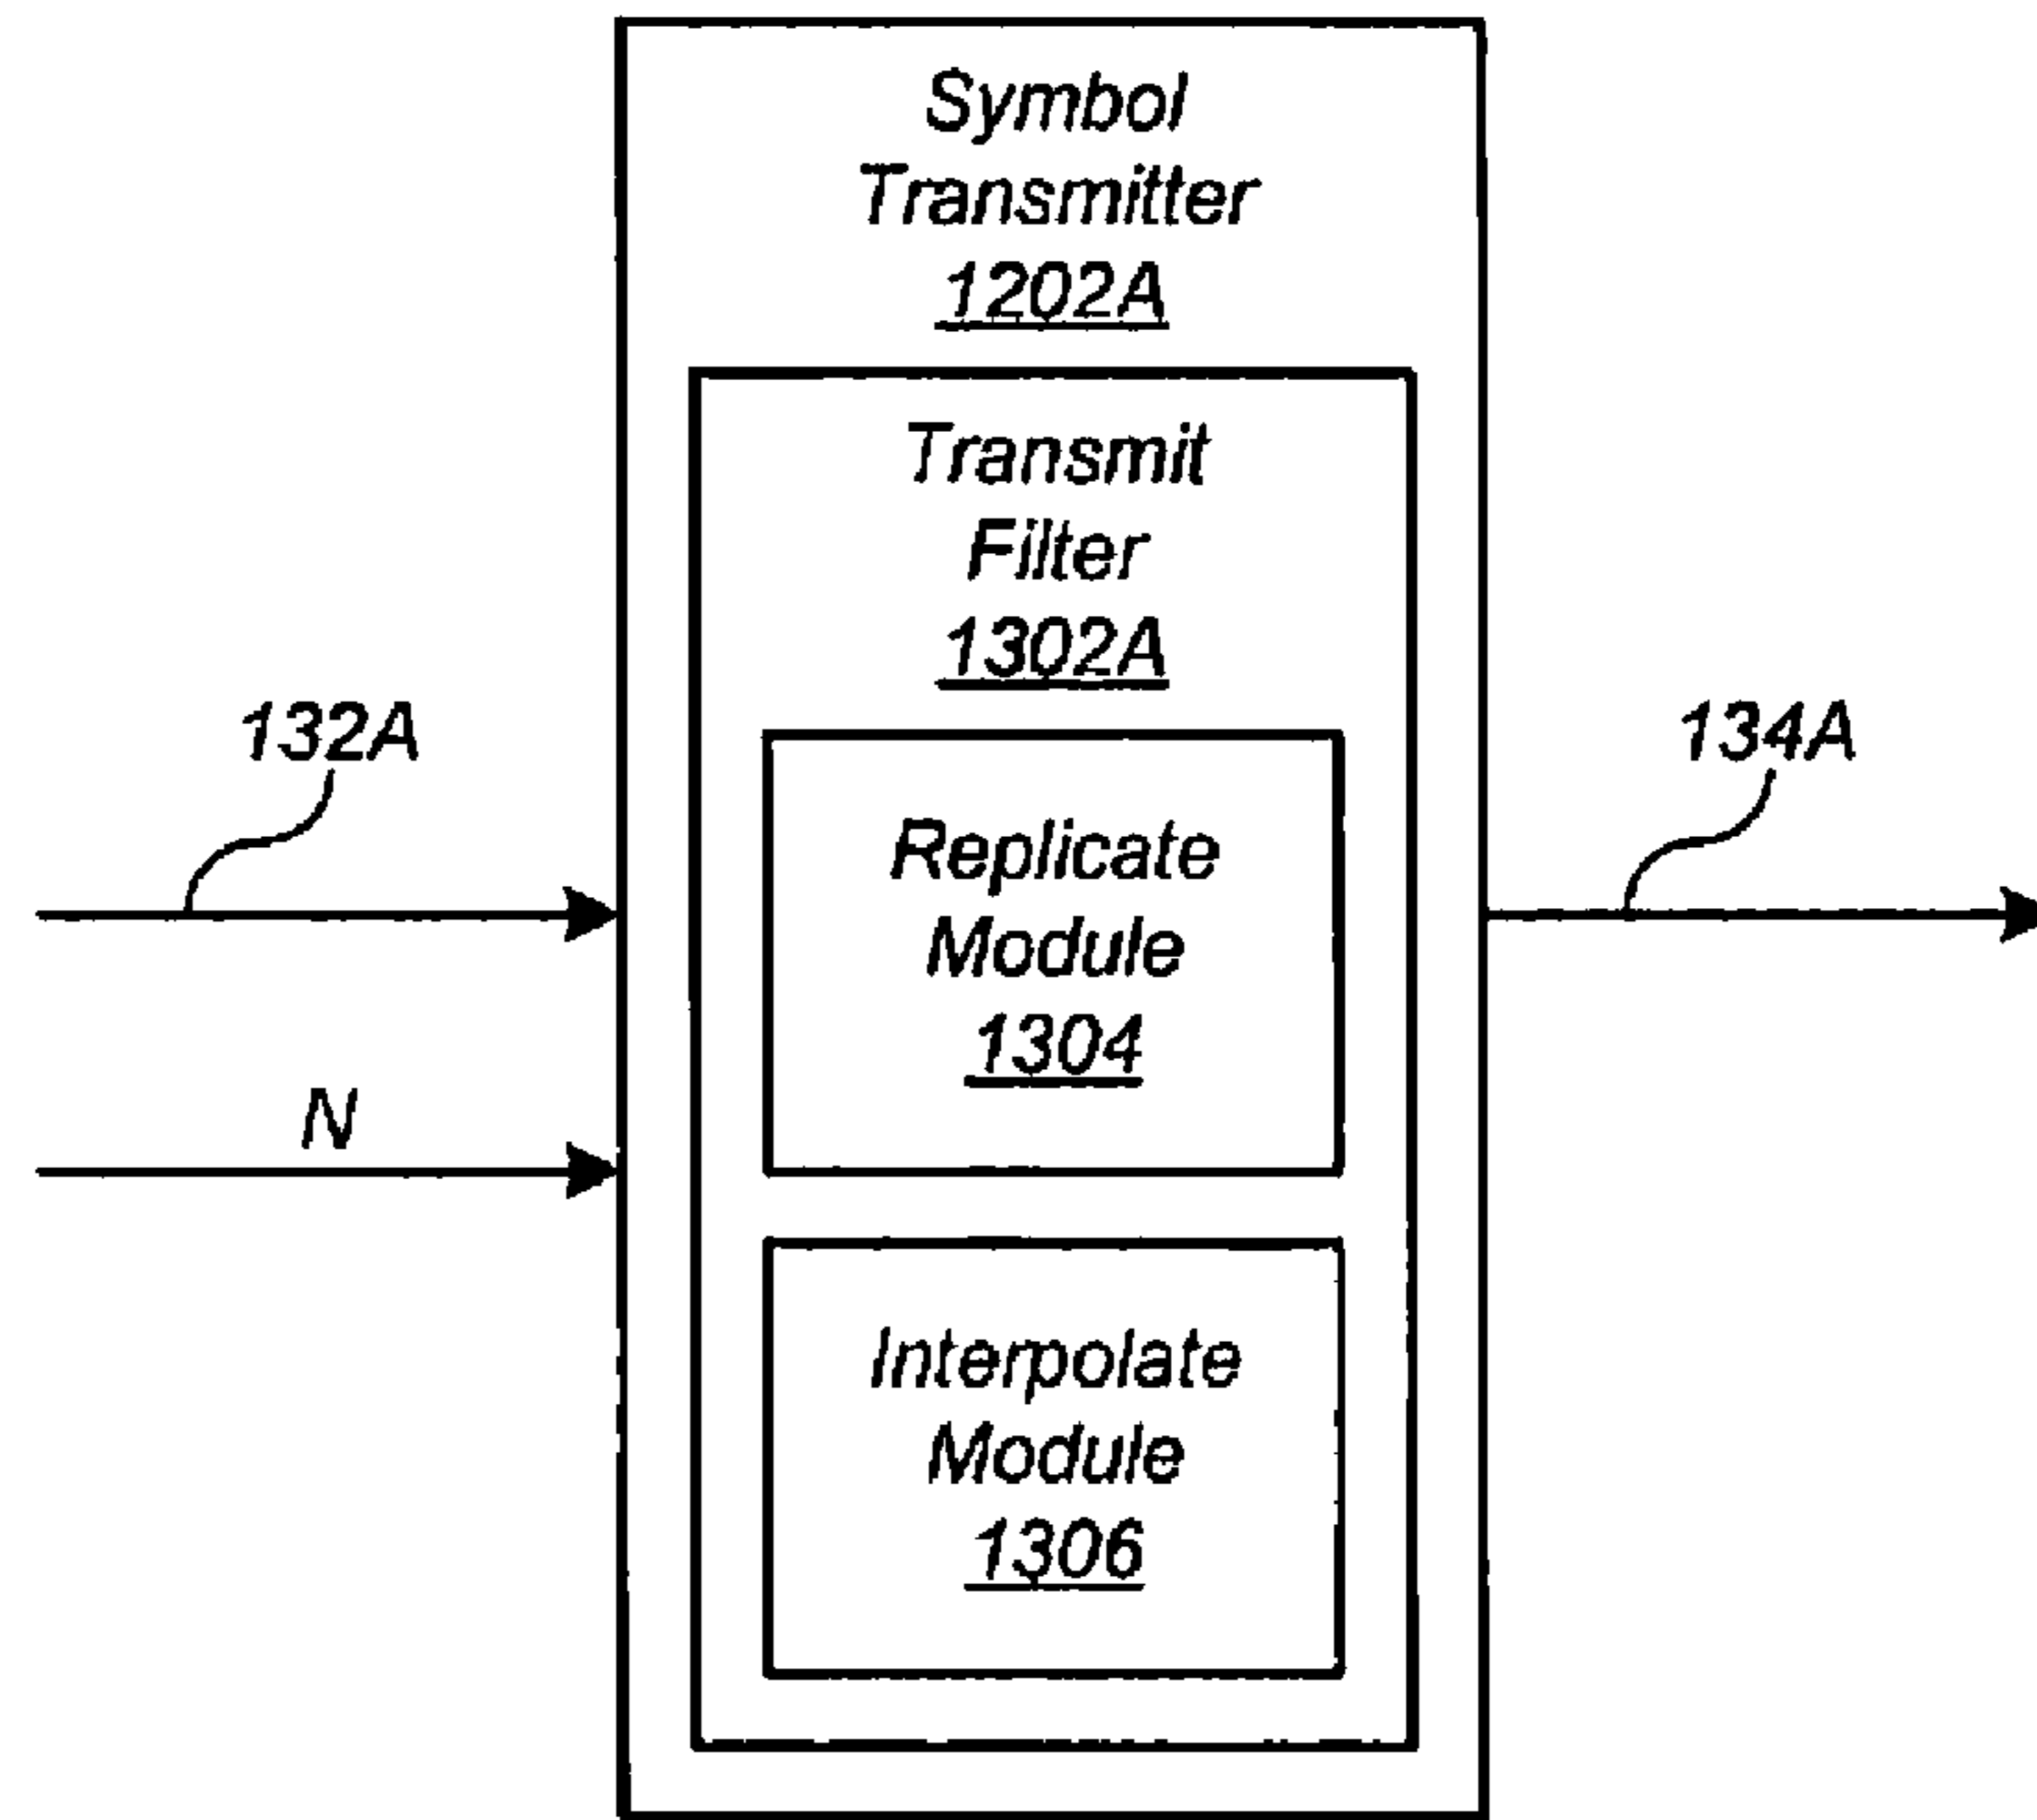 Symbol
Transmitter
1202A
Transmit
Filter
1302A
132A
134A
Replicate
Module
1304
N
Interpolate
Module
1306